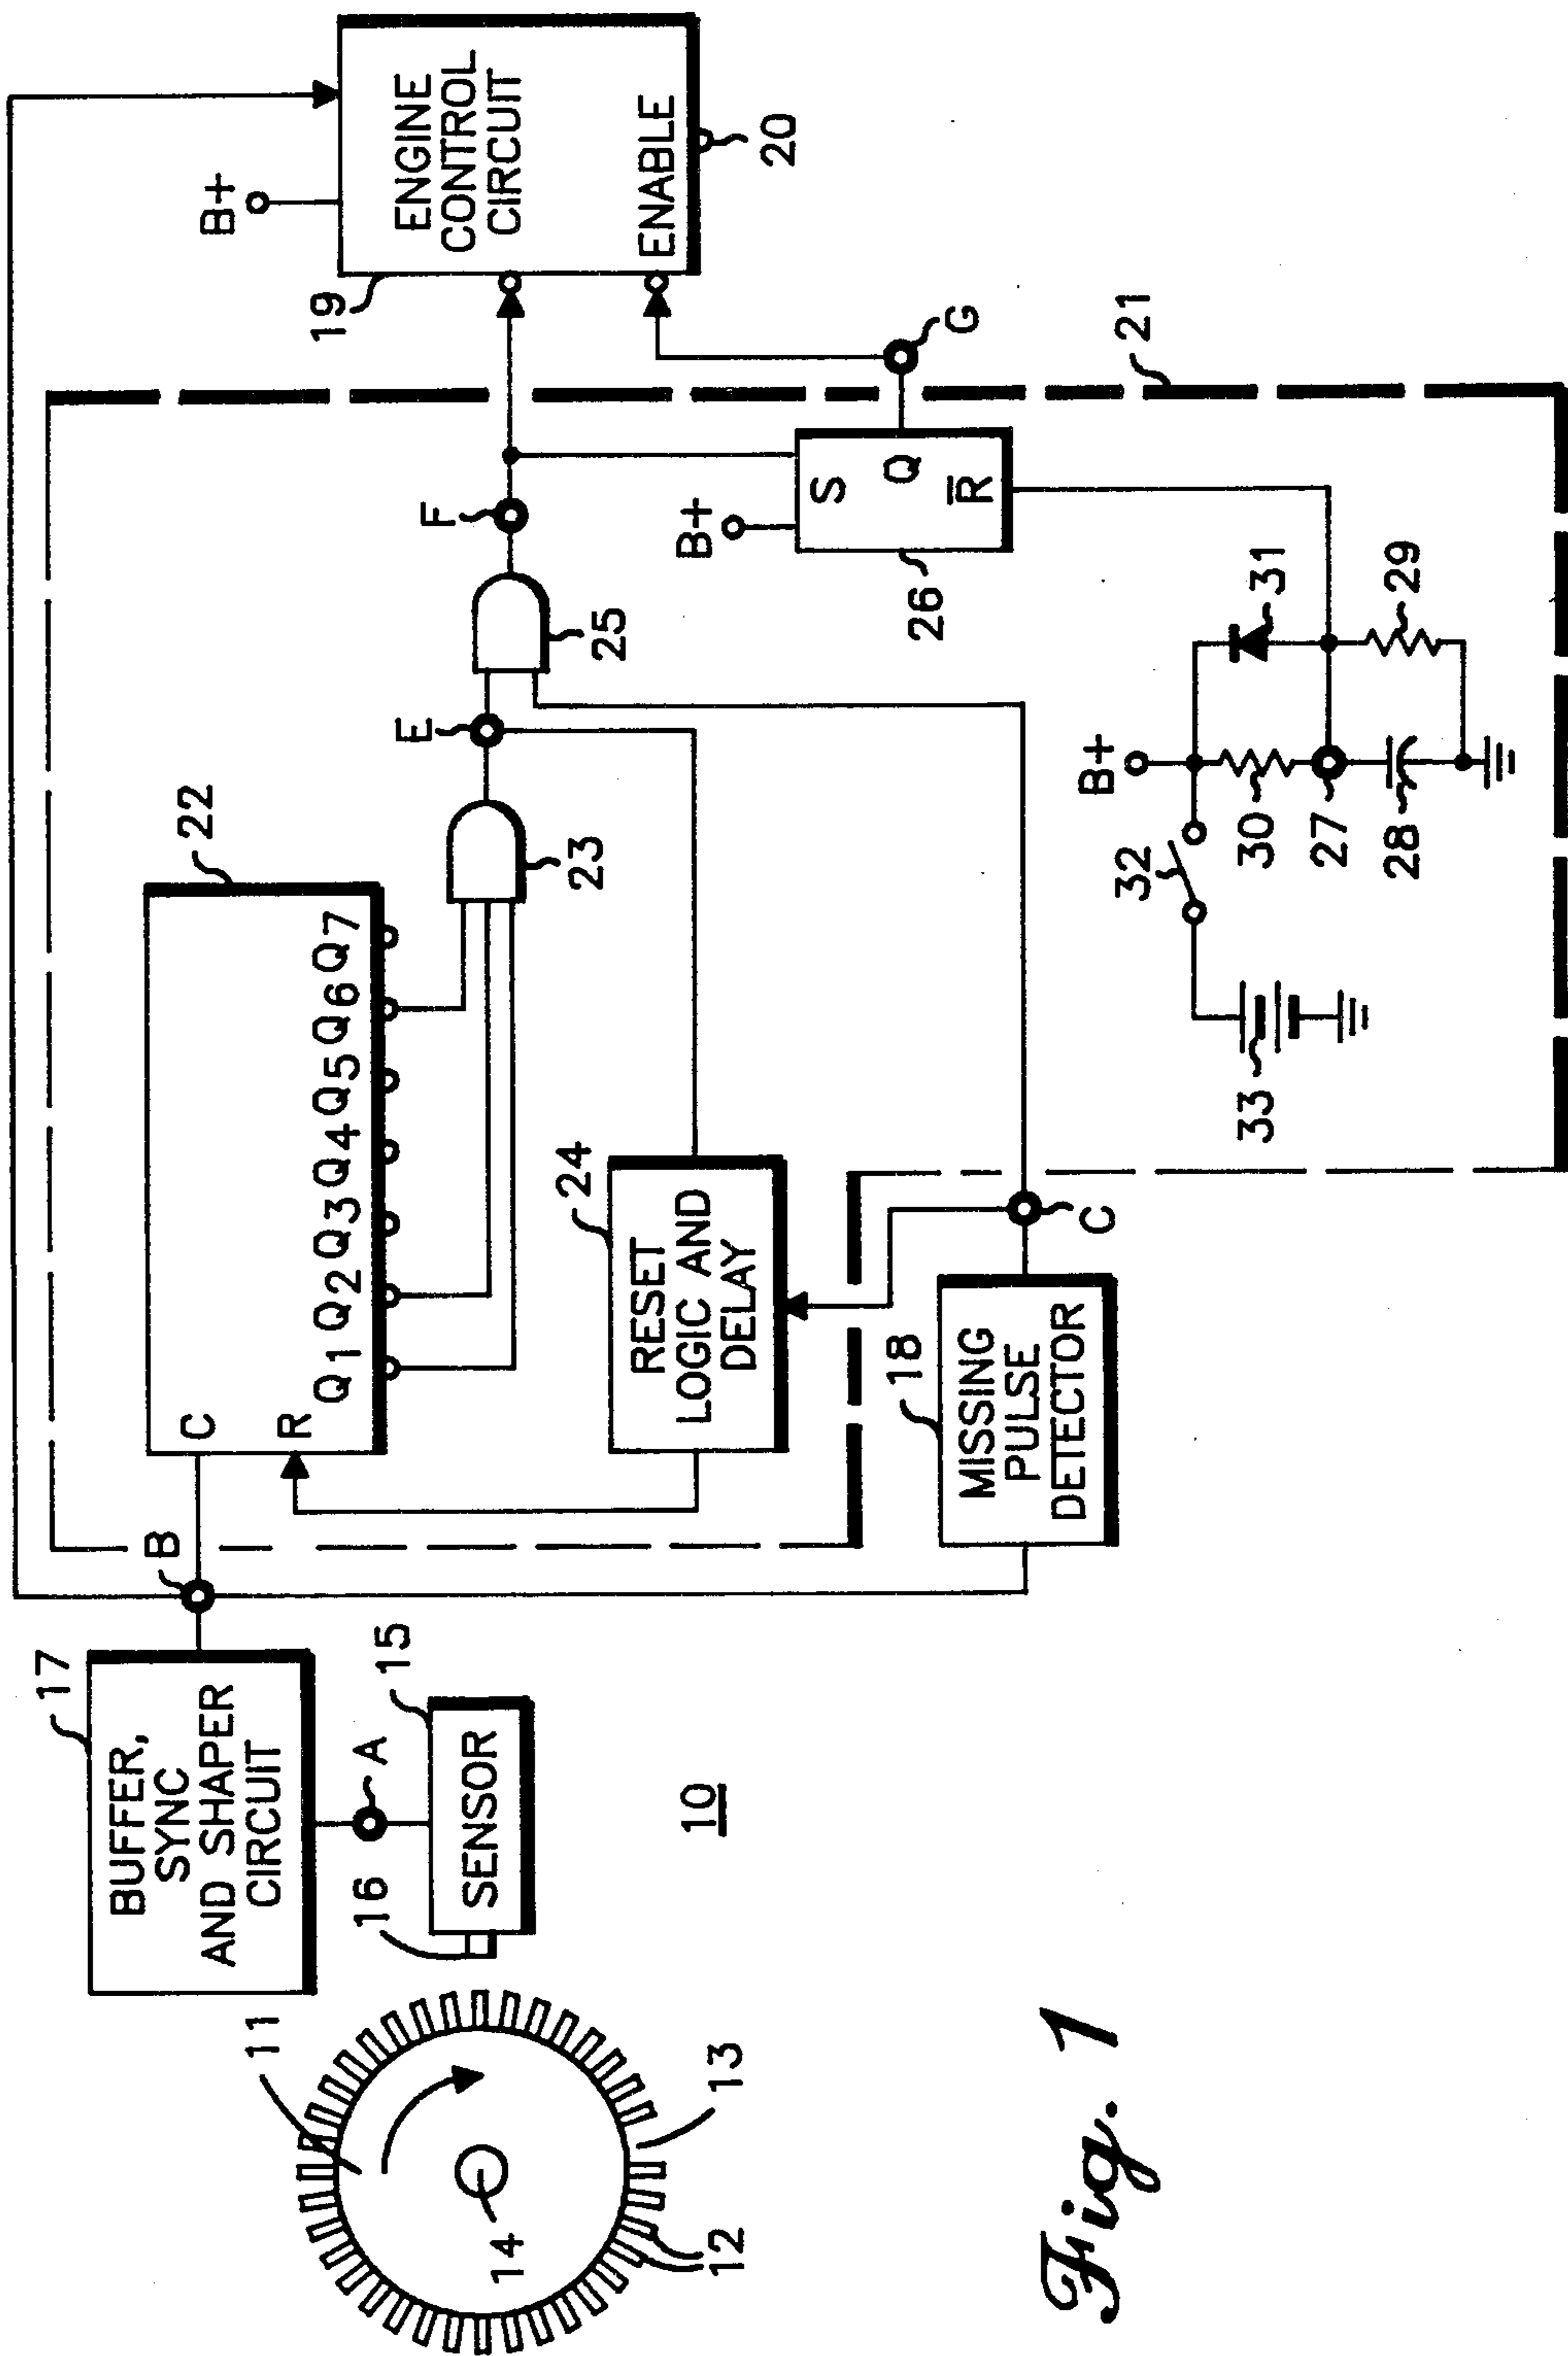 17
BUFFER,
SYNC
AND SHAPER
CIRCUIT
B
A
16
15
SENSOR
11
14
12
13
10
22
C
R
Q1 Q2 Q3 Q4 Q5 Q6 Q7
23
E
25
F
24
RESET
LOGIC AND
DELAY
18
MISSING
PULSE
DETECTOR
C
B+
S
Q
R̅
26
G
B+
19
ENGINE
CONTROL
CIRCUIT
ENABLE
20
21
B+
32
33
30
27
28
31
29
Fig. 1